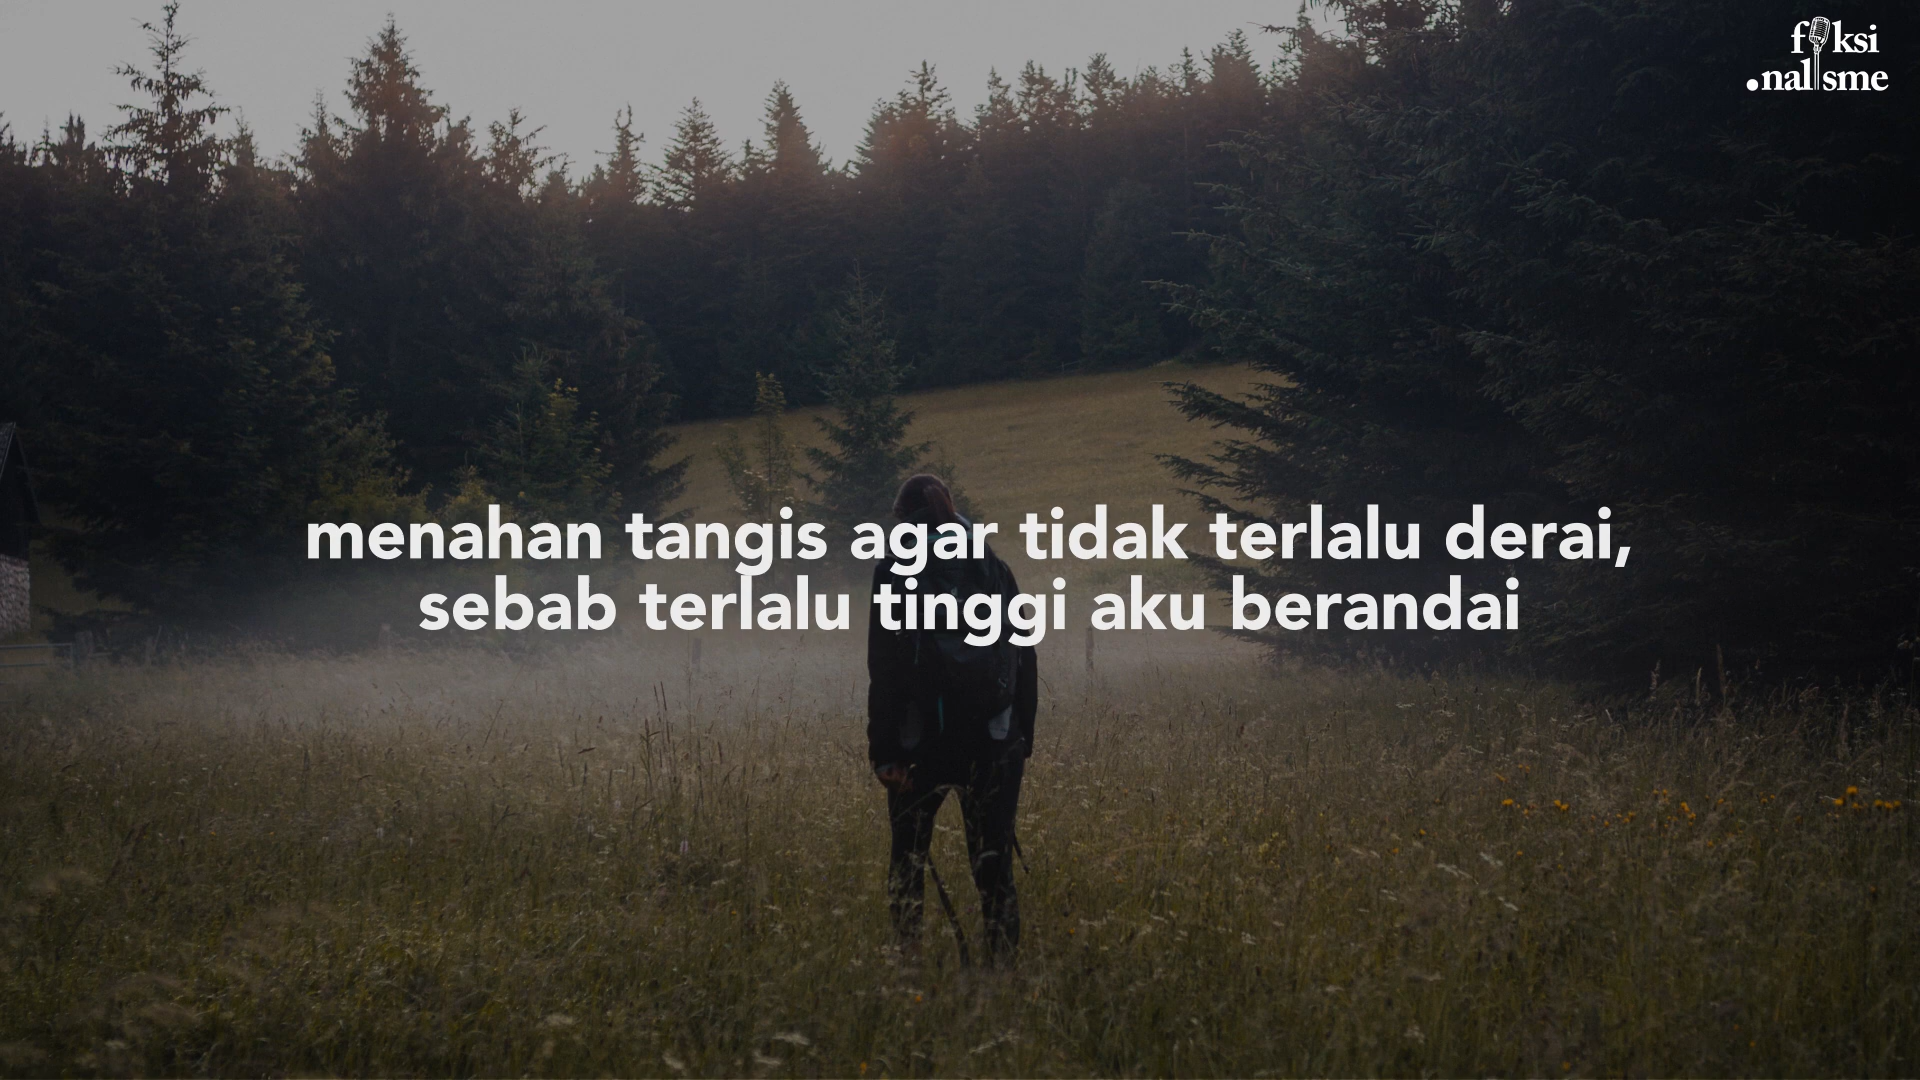 fiksi
.nalisme
menahan tangis agar tidak terlalu derai,
sebab terlalu tinggi aku berandai